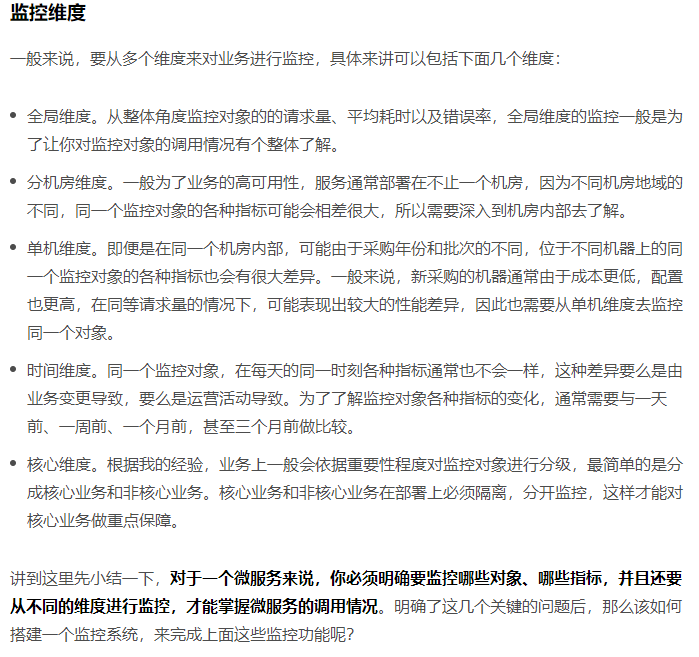 监控维度
一般来说，要从多个维度来对业务进行监控，具体来讲可以包括下面几个维度：
全局维度。从整体角度监控对象的的请求量、平均耗时以及错误率，全局维度的监控一般是为
了让你对监控对象的调用情况有个整体了解。
分机房维度。一般为了业务的高可用性，服务通常部署在不止一个机房，因为不同机房地域的
不同，同一个监控对象的各种指标可能会相差很大，所以需要深入到机房内部去了解。
单机维度。即便是在同一个机房内部，可能由于采购年份和批次的不同，位于不同机器上的同
一个监控对象的各种指标也会有很大差异。一般来说，新采购的机器通常由于成本更低，配置
也更高，在同等请求量的情况下，可能表现出较大的性能差异，因此也需要从单机维度去监控
同一个对象。
时间维度。同一个监控对象，在每天的同一时刻各种指标通常也不会一样，这种差异要么是由
业务变更导致，要么是运营活动导致。为了了解监控对象各种指标的变化，通常需要与一天
前、一周前、一个月前，甚至三个月前做比较。
核心维度。根据我的经验，业务上一般会依据重要性程度对监控对象进行分级，最简单的是分
成核心业务和非核心业务。核心业务和非核心业务在部署上必须隔离，分开监控，这样才能对
核心业务做重点保障。
讲到这里先小结一下，对于一个微服务来说，你必须明确要监控哪些对象、哪些指标，并且还要
从不同的维度进行监控，才能掌握微服务的调用情况。明确了这几个关键的问题后，那么该如何
搭建一个监控系统，来完成上面这些监控功能呢？